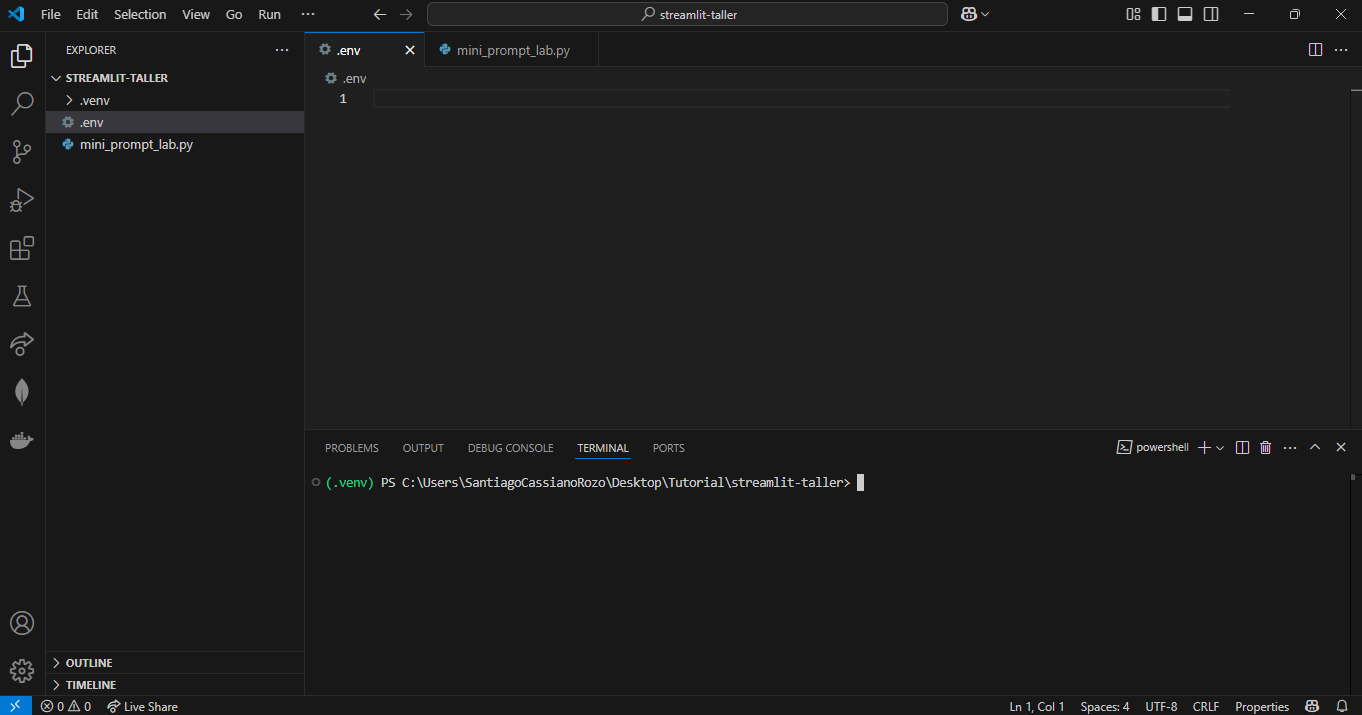 File Edit Selection View Go Run ··· streamlit-taller
EXPLORER ···
STREAMLIT-TALLER
.venv
.env
mini_prompt_lab.py
OUTLINE
TIMELINE
.env mini_prompt_lab.py ···
.env
1
PROBLEMS OUTPUT DEBUG CONSOLE TERMINAL PORTS powershell ···
(.venv) PS C:\Users\SantiagoCassianoRozo\Desktop\Tutorial\streamlit-taller>
0 0 Live Share Ln 1, Col 1 Spaces: 4 UTF-8 CRLF Properties